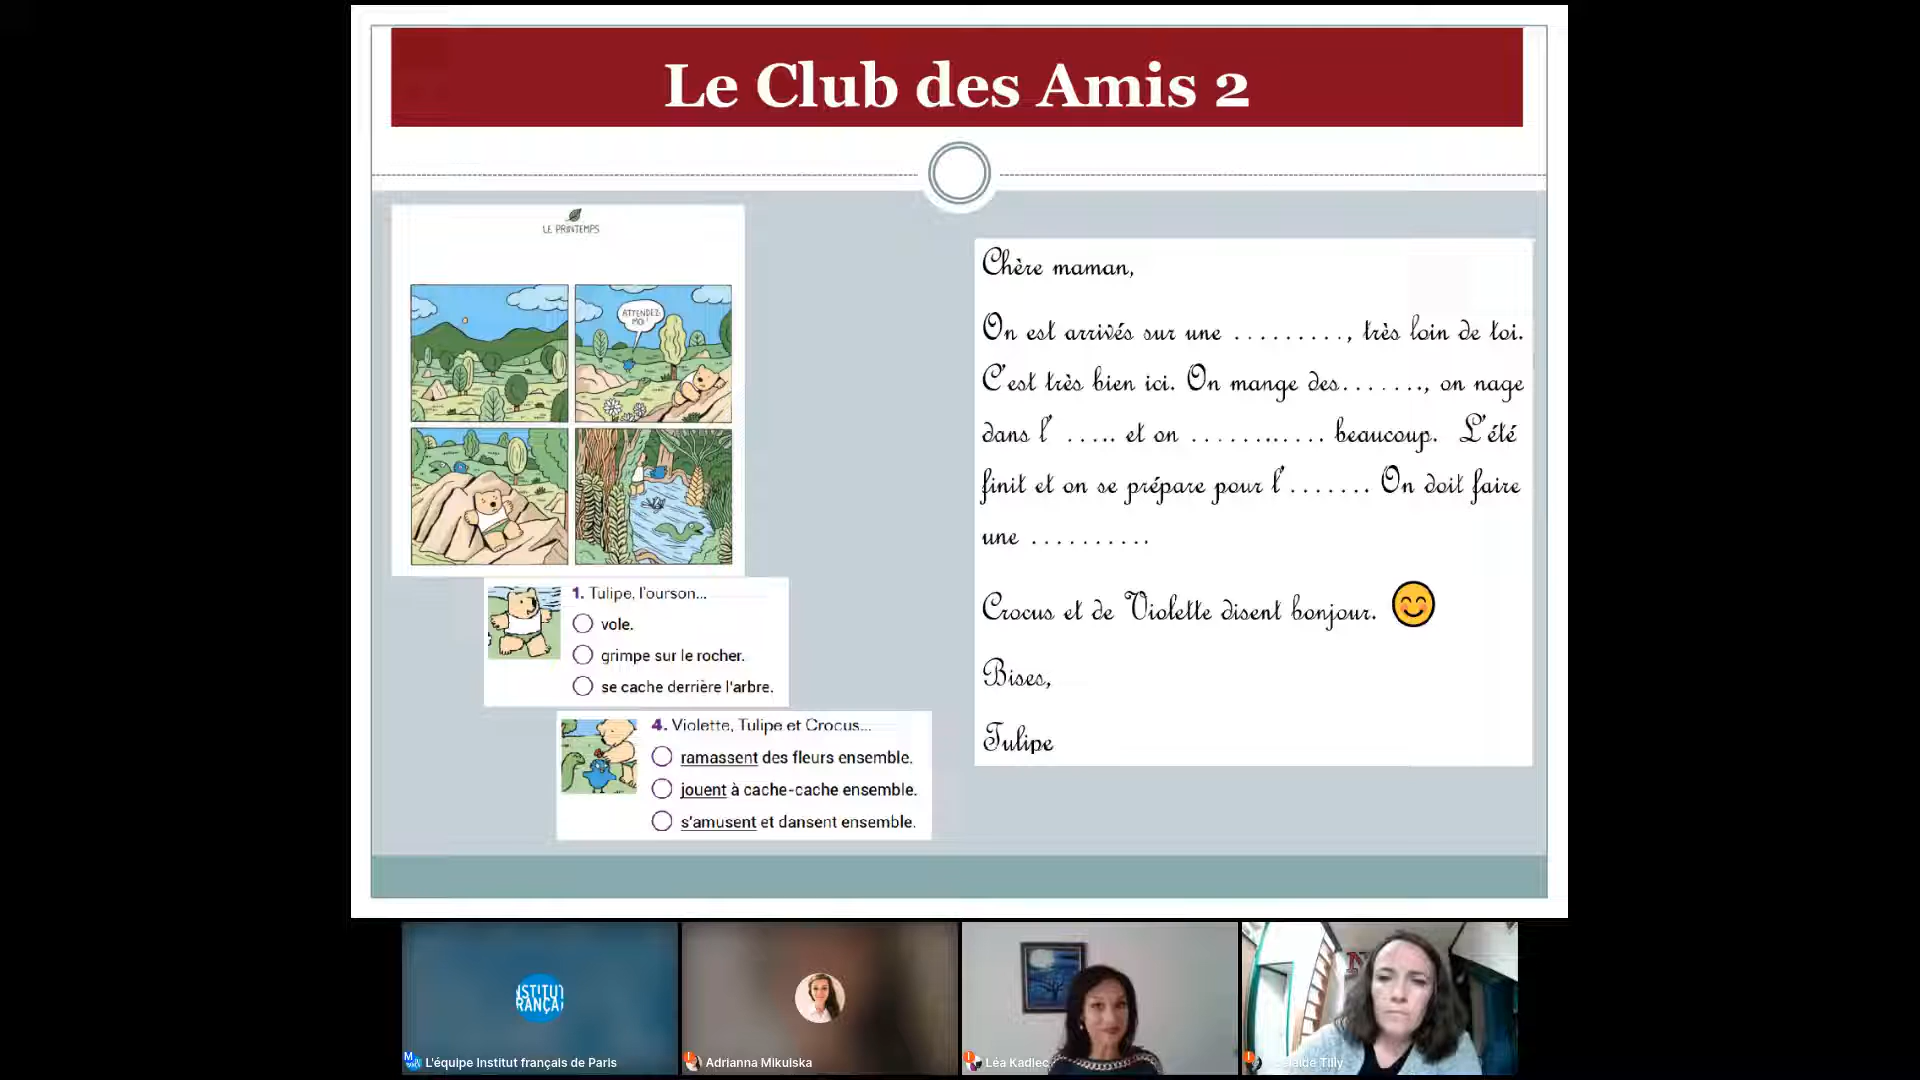 Le Club des Amis 2
LE PRINTEMPS
ATTENDEZ-
MOI !
1. Tulipe, l'ourson...
vole.
grimpe sur le rocher.
se cache derrière l'arbre.
4. Violette, Tulipe et Crocus...
ramassent des fleurs ensemble.
jouent à cache-cache ensemble.
s'amusent et dansent ensemble.
Chère maman,
On est arrivés sur une ………, très loin de toi.
C'est très bien ici. On mange des……., on nage
dans l' ….. et on ……..….. beaucoup. L'été
finit et on se prépare pour l'……. On doit faire
une ……….
Crocus et de Violette disent bonjour. 😊
Bises,
Tulipe
INSTITUT
FRANÇAI
L'équipe Institut français de Paris
Adrianna Mikulska
Léa Kadlec
Tilly